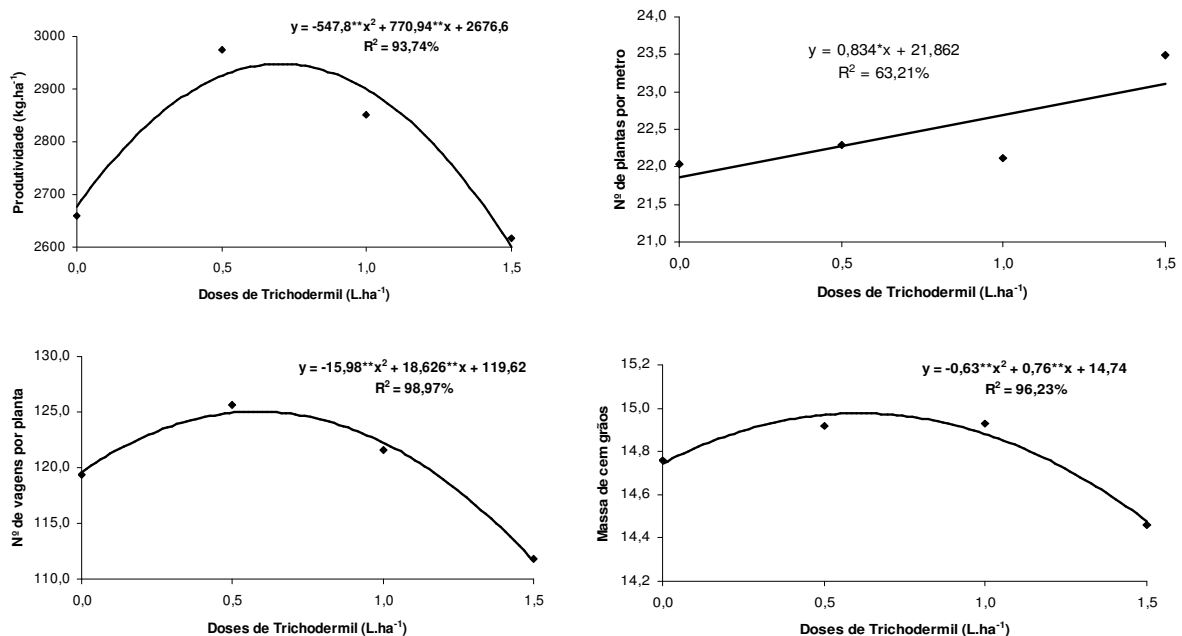 y = -547,8**x² + 770,94**x + 2676,6
R² = 93,74%
Produtividade (kg.ha⁻¹)
3000
2900
2800
2700
2600
0,0 0,5 1,0 1,5
Doses de Trichodermil (L.ha⁻¹)
y = 0,834*x + 21,862
R² = 63,21%
Nº de plantas por metro
24,0
23,5
23,0
22,5
22,0
21,5
21,0
0,0 0,5 1,0 1,5
Doses de Trichodermil (L.ha⁻¹)
y = -15,98**x² + 18,626**x + 119,62
R² = 98,97%
Nº de vagens por planta
130,0
125,0
120,0
115,0
110,0
0,0 0,5 1,0 1,5
Doses de Trichodermil (L.ha⁻¹)
y = -0,63**x² + 0,76**x + 14,74
R² = 96,23%
Massa de cem grãos
15,2
15,0
14,8
14,6
14,4
14,2
0,0 0,5 1,0 1,5
Doses de Trichodermil (L.ha⁻¹)